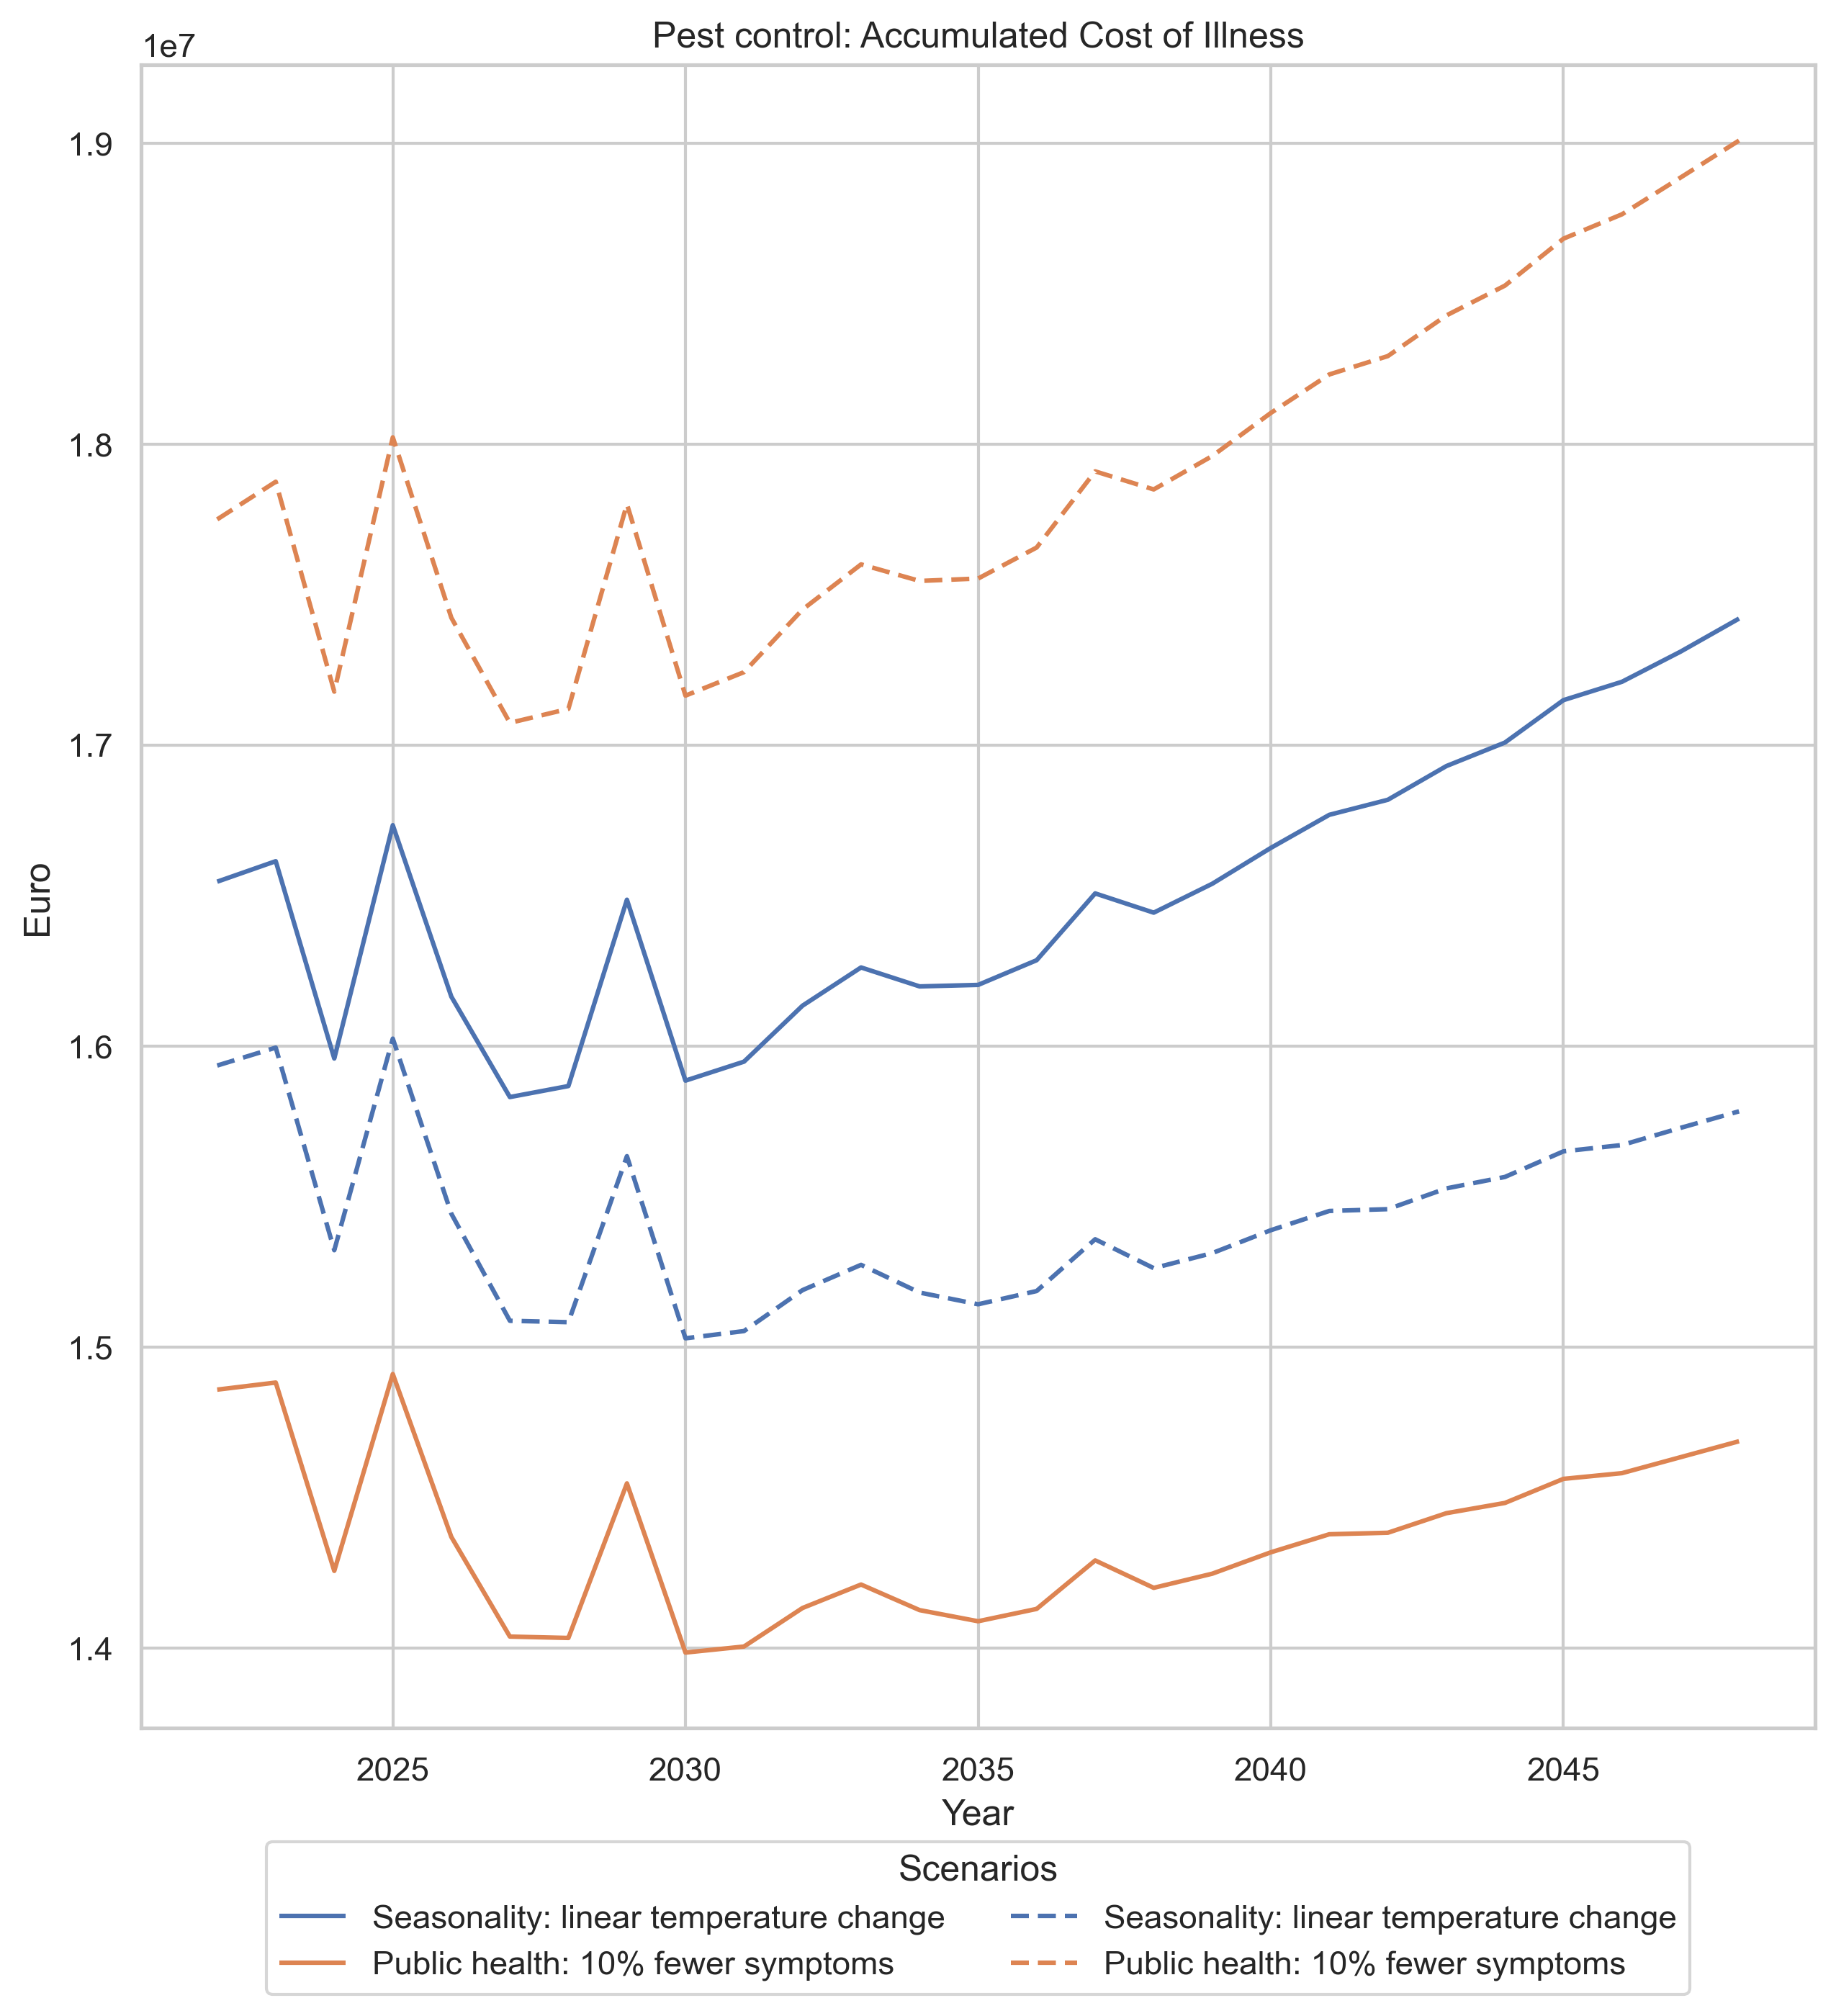 Pest control: Accumulated Cost of Illness
1e7
1.9
1.8
1.7
1.6
1.5
1.4
Euro
2025 2030 2035 2040 2045
Year
Scenarios
Seasonality: linear temperature change Seasonality: linear temperature change
Public health: 10% fewer symptoms Public health: 10% fewer symptoms